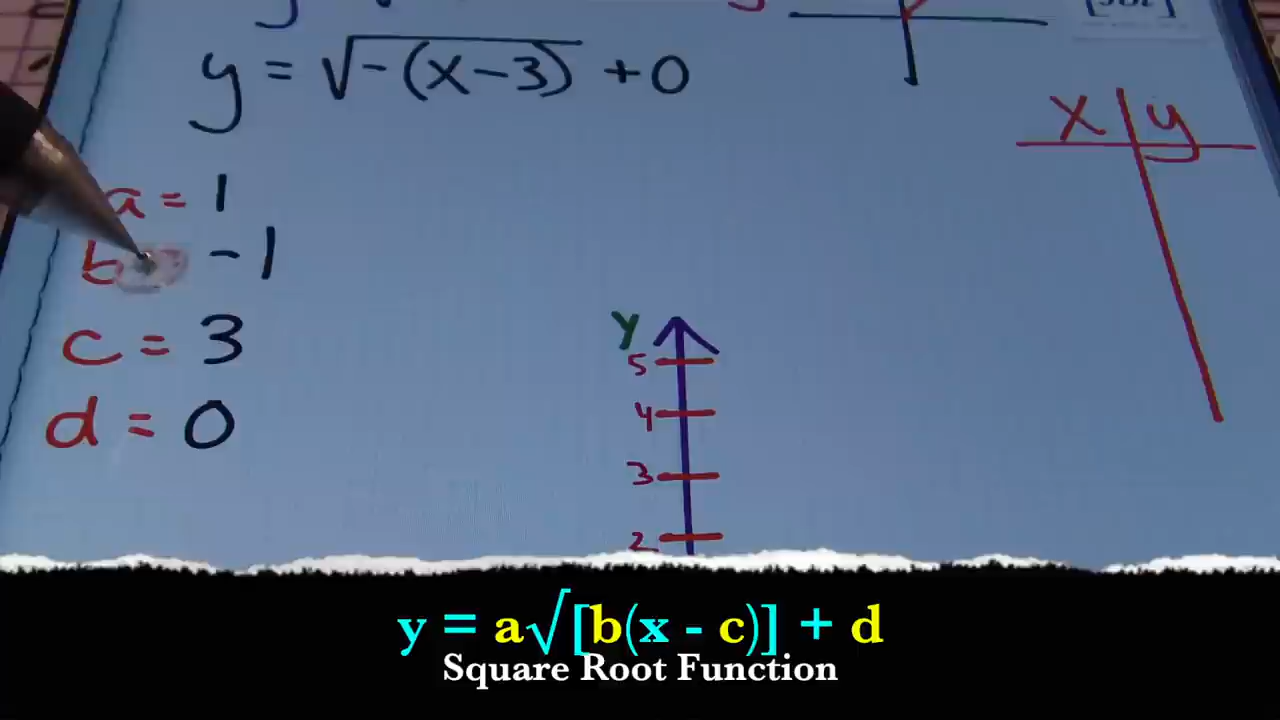 y = √-(x-3) + 0
x y
a = 1
b -1
c = 3
d = 0
y
5
4
3
2
y = a√[b(x - c)] + d
Square Root Function